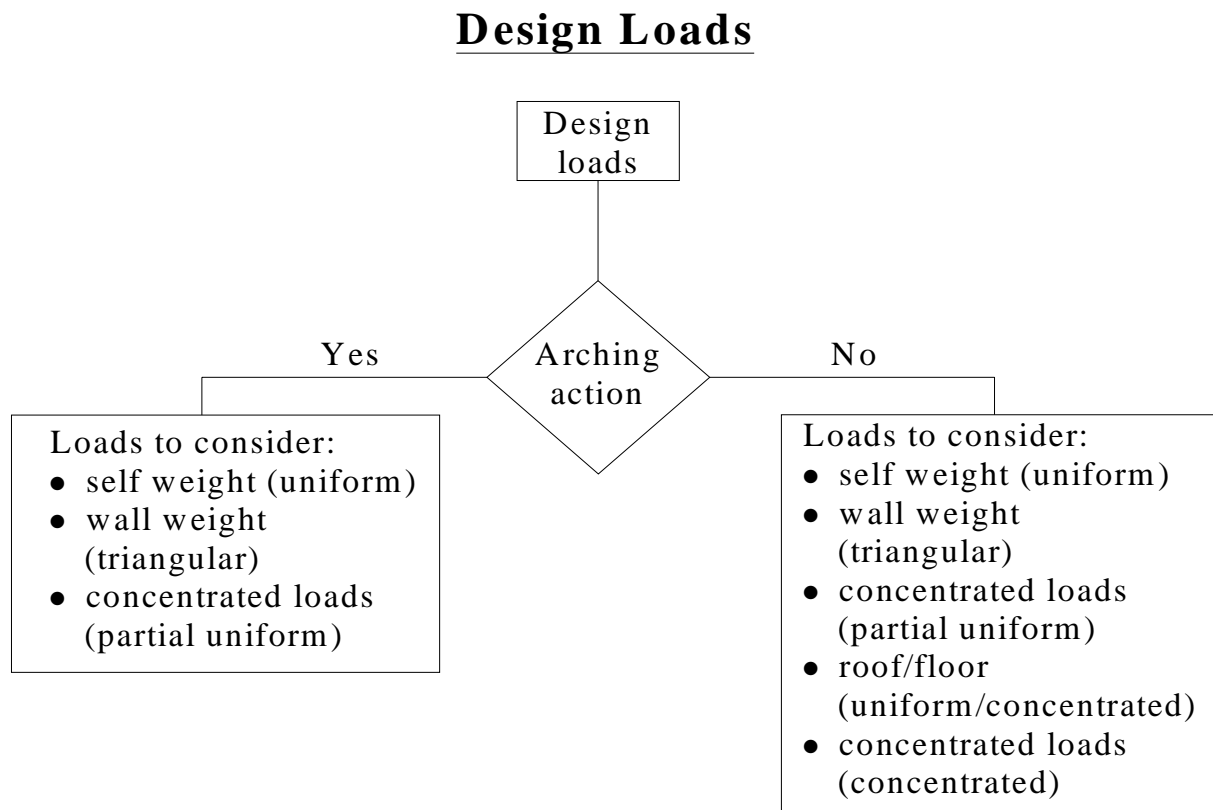 Design Loads
Design
loads
Yes
Arching
action
No
Loads to consider:
● self weight (uniform)
● wall weight
(triangular)
● concentrated loads
(partial uniform)
Loads to consider:
● self weight (uniform)
● wall weight
(triangular)
● concentrated loads
(partial uniform)
● roof/floor
(uniform/concentrated)
● concentrated loads
(concentrated)